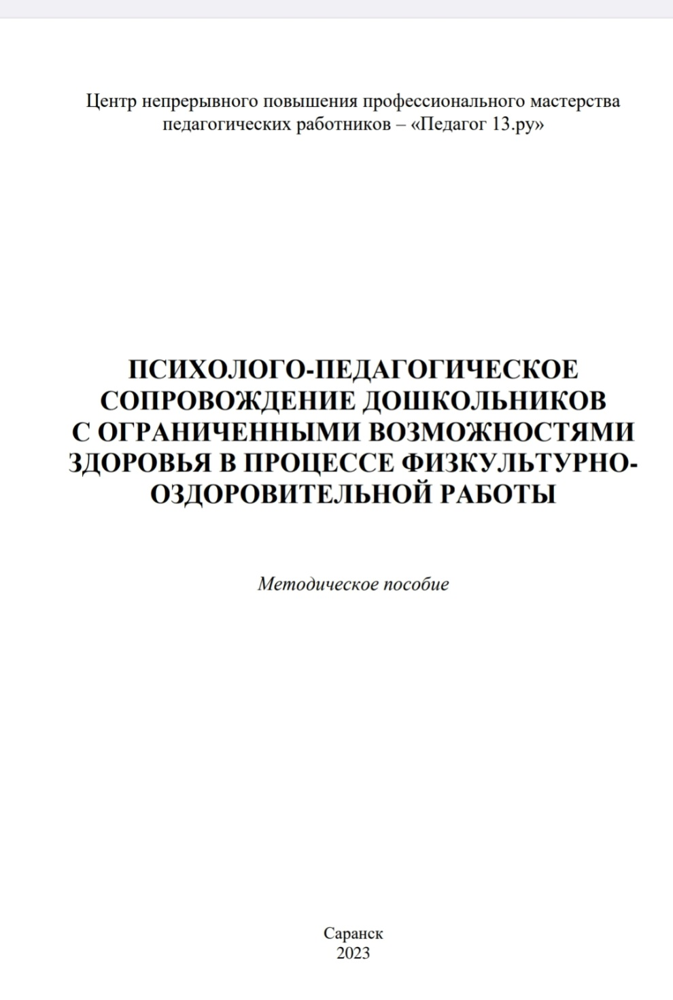 Центр непрерывного повышения профессионального мастерства
педагогических работников – «Педагог 13.ру»
ПСИХОЛОГО-ПЕДАГОГИЧЕСКОЕ
СОПРОВОЖДЕНИЕ ДОШКОЛЬНИКОВ
С ОГРАНИЧЕННЫМИ ВОЗМОЖНОСТЯМИ
ЗДОРОВЬЯ В ПРОЦЕССЕ ФИЗКУЛЬТУРНО-
ОЗДОРОВИТЕЛЬНОЙ РАБОТЫ
Методическое пособие
Саранск
2023